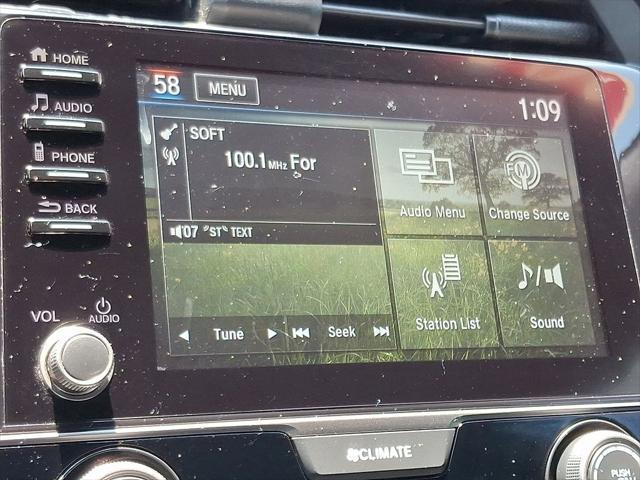 HOME
58
MENU
1:09
AUDIO
SOFT
100.1 MHz For
PHONE
Audio Menu
Change Source
FM
BACK
07 "ST" TEXT
VOL
AUDIO
Tune
Seek
Station List
Sound
CLIMATE
PUSH